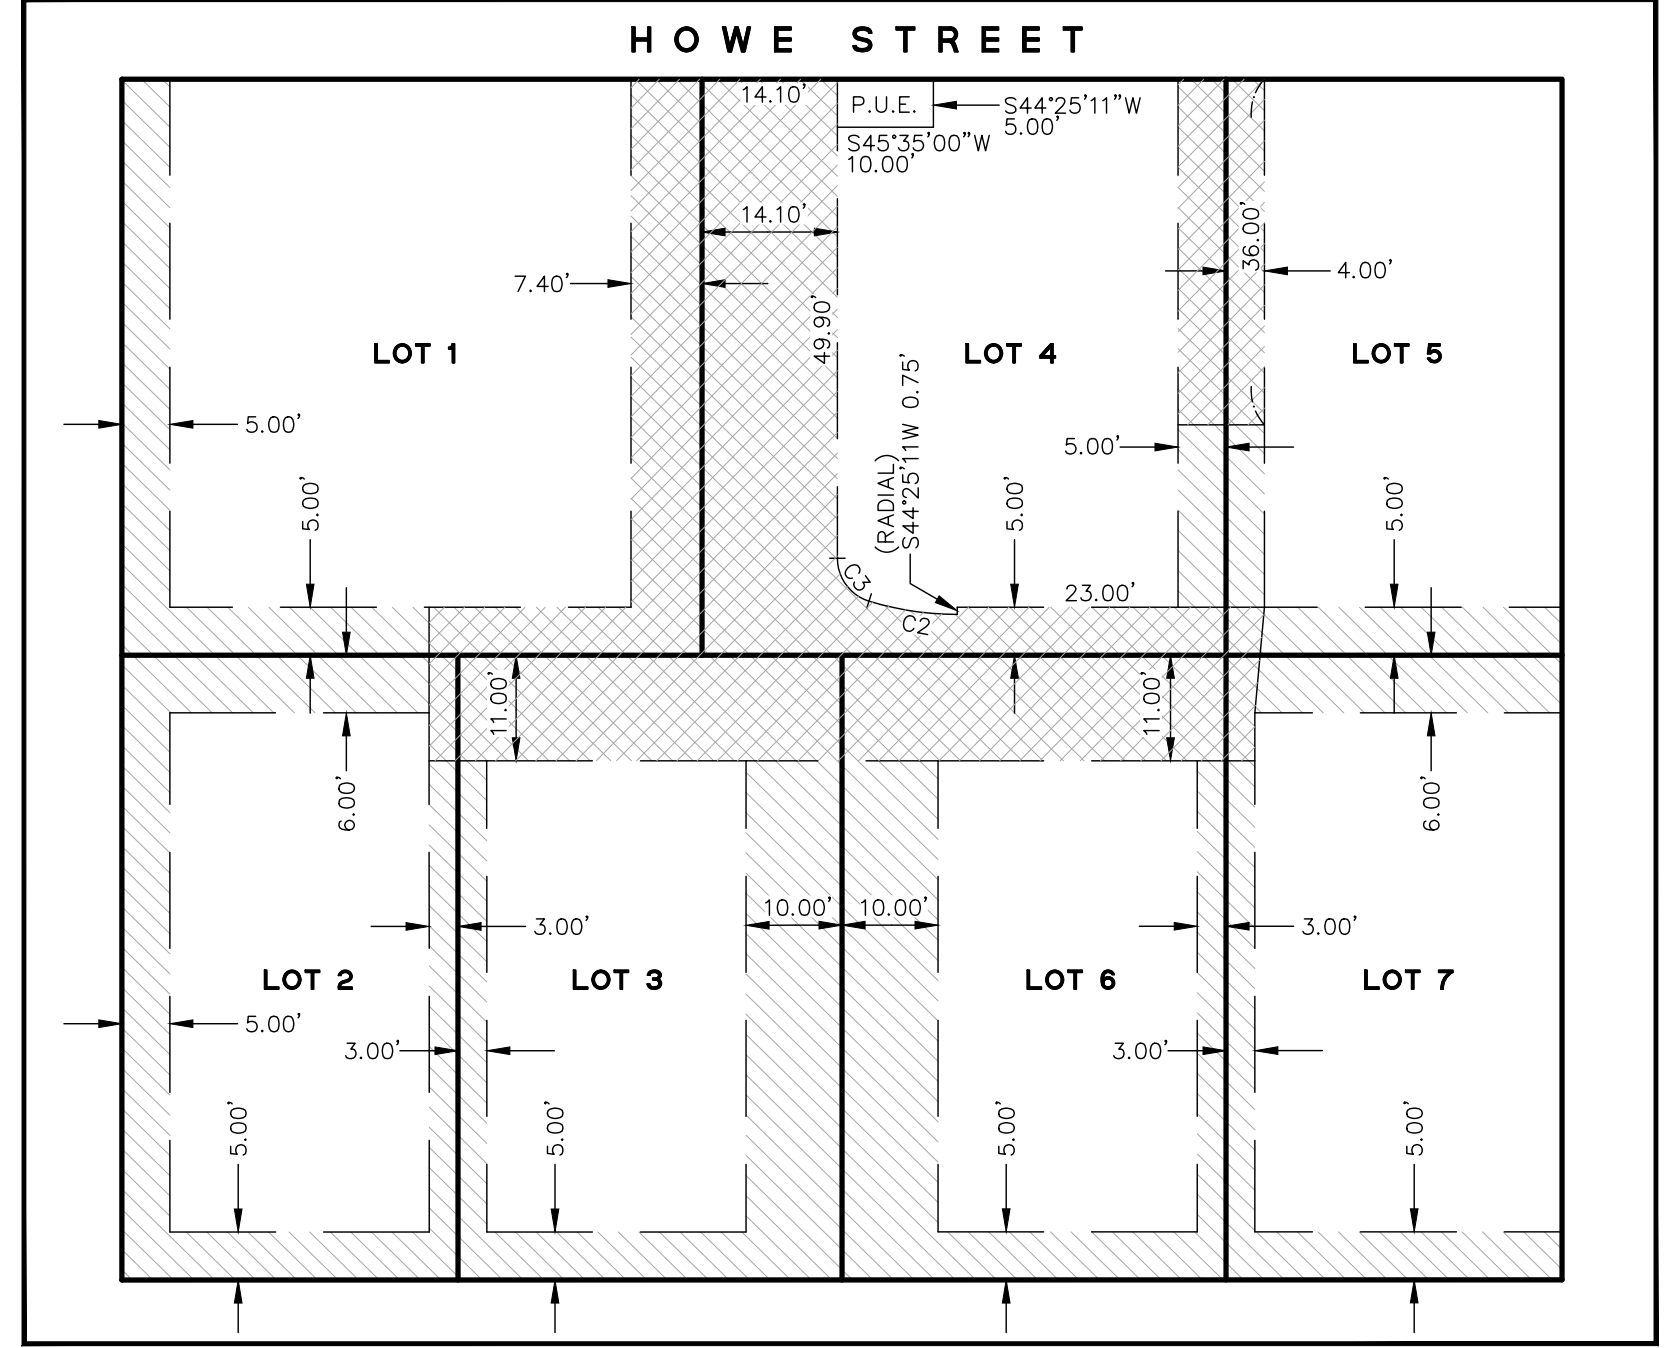 HOWE STREET
14.10'
P.U.E.
S44°25'11"W
5.00'
S45°35'00"W
10.00'
14.10'
36.00'
7.40'
4.00'
49.90'
LOT 1
LOT 4
LOT 5
(RADIAL)
S44°25'11W 0.75'
5.00'
5.00'
5.00'
5.00'
5.00'
C3
23.00'
C2
11.00'
11.00'
6.00'
6.00'
10.00'
10.00'
3.00'
3.00'
LOT 2
LOT 3
LOT 6
LOT 7
5.00'
3.00'
3.00'
5.00'
5.00'
5.00'
5.00'